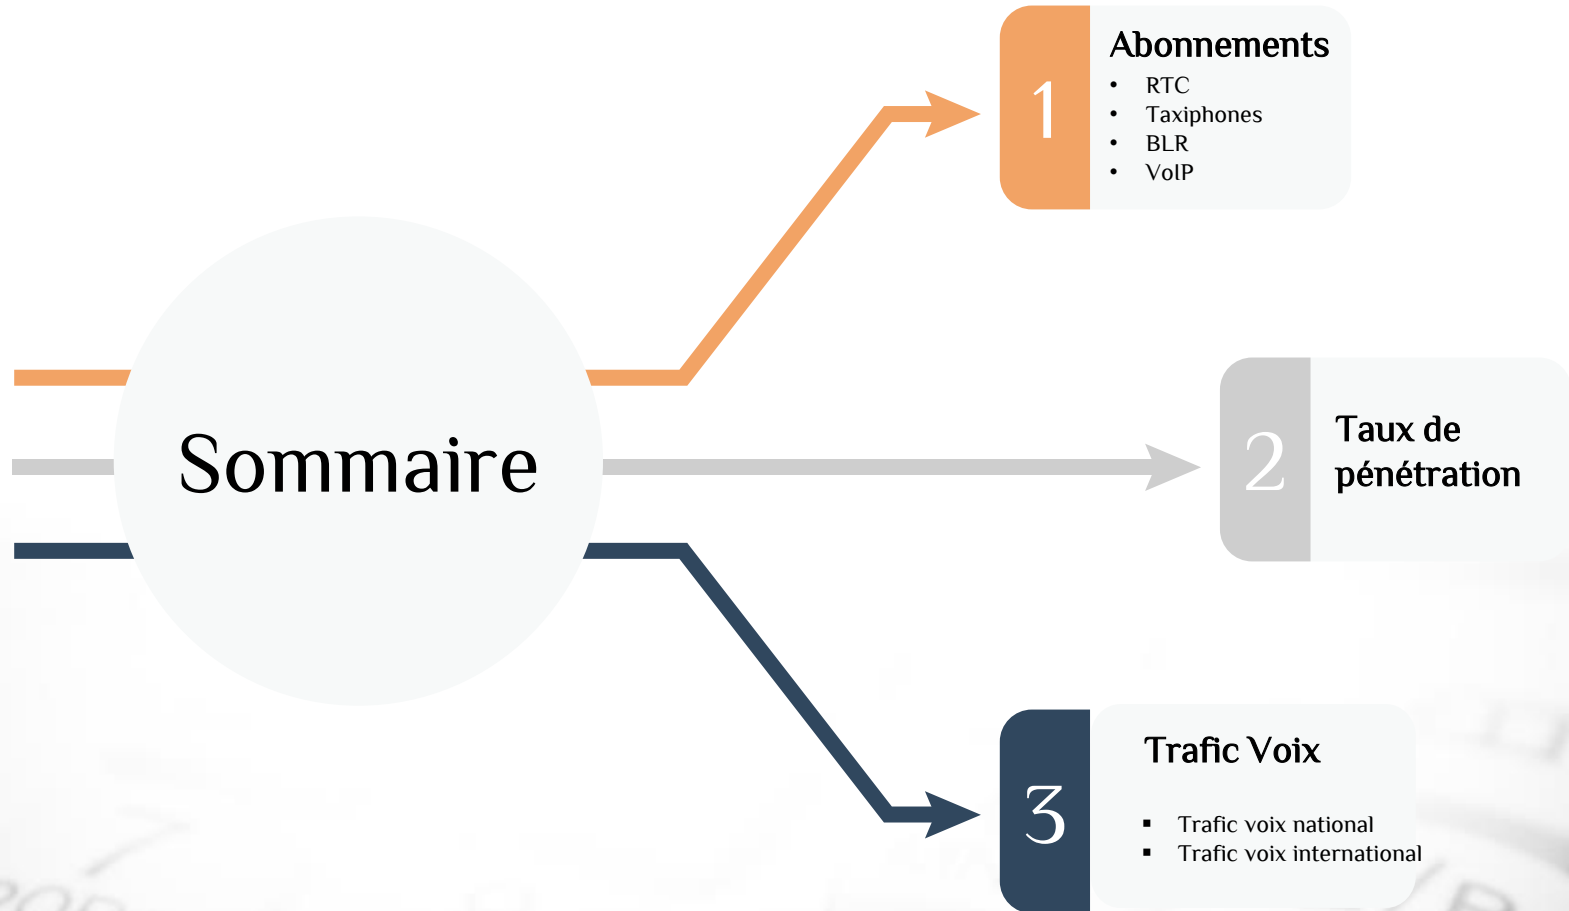 Sommaire
1
Abonnements
• RTC
• Taxiphones
• BLR
• VoIP
2
Taux de
pénétration
3
Trafic Voix
▪ Trafic voix national
▪ Trafic voix international